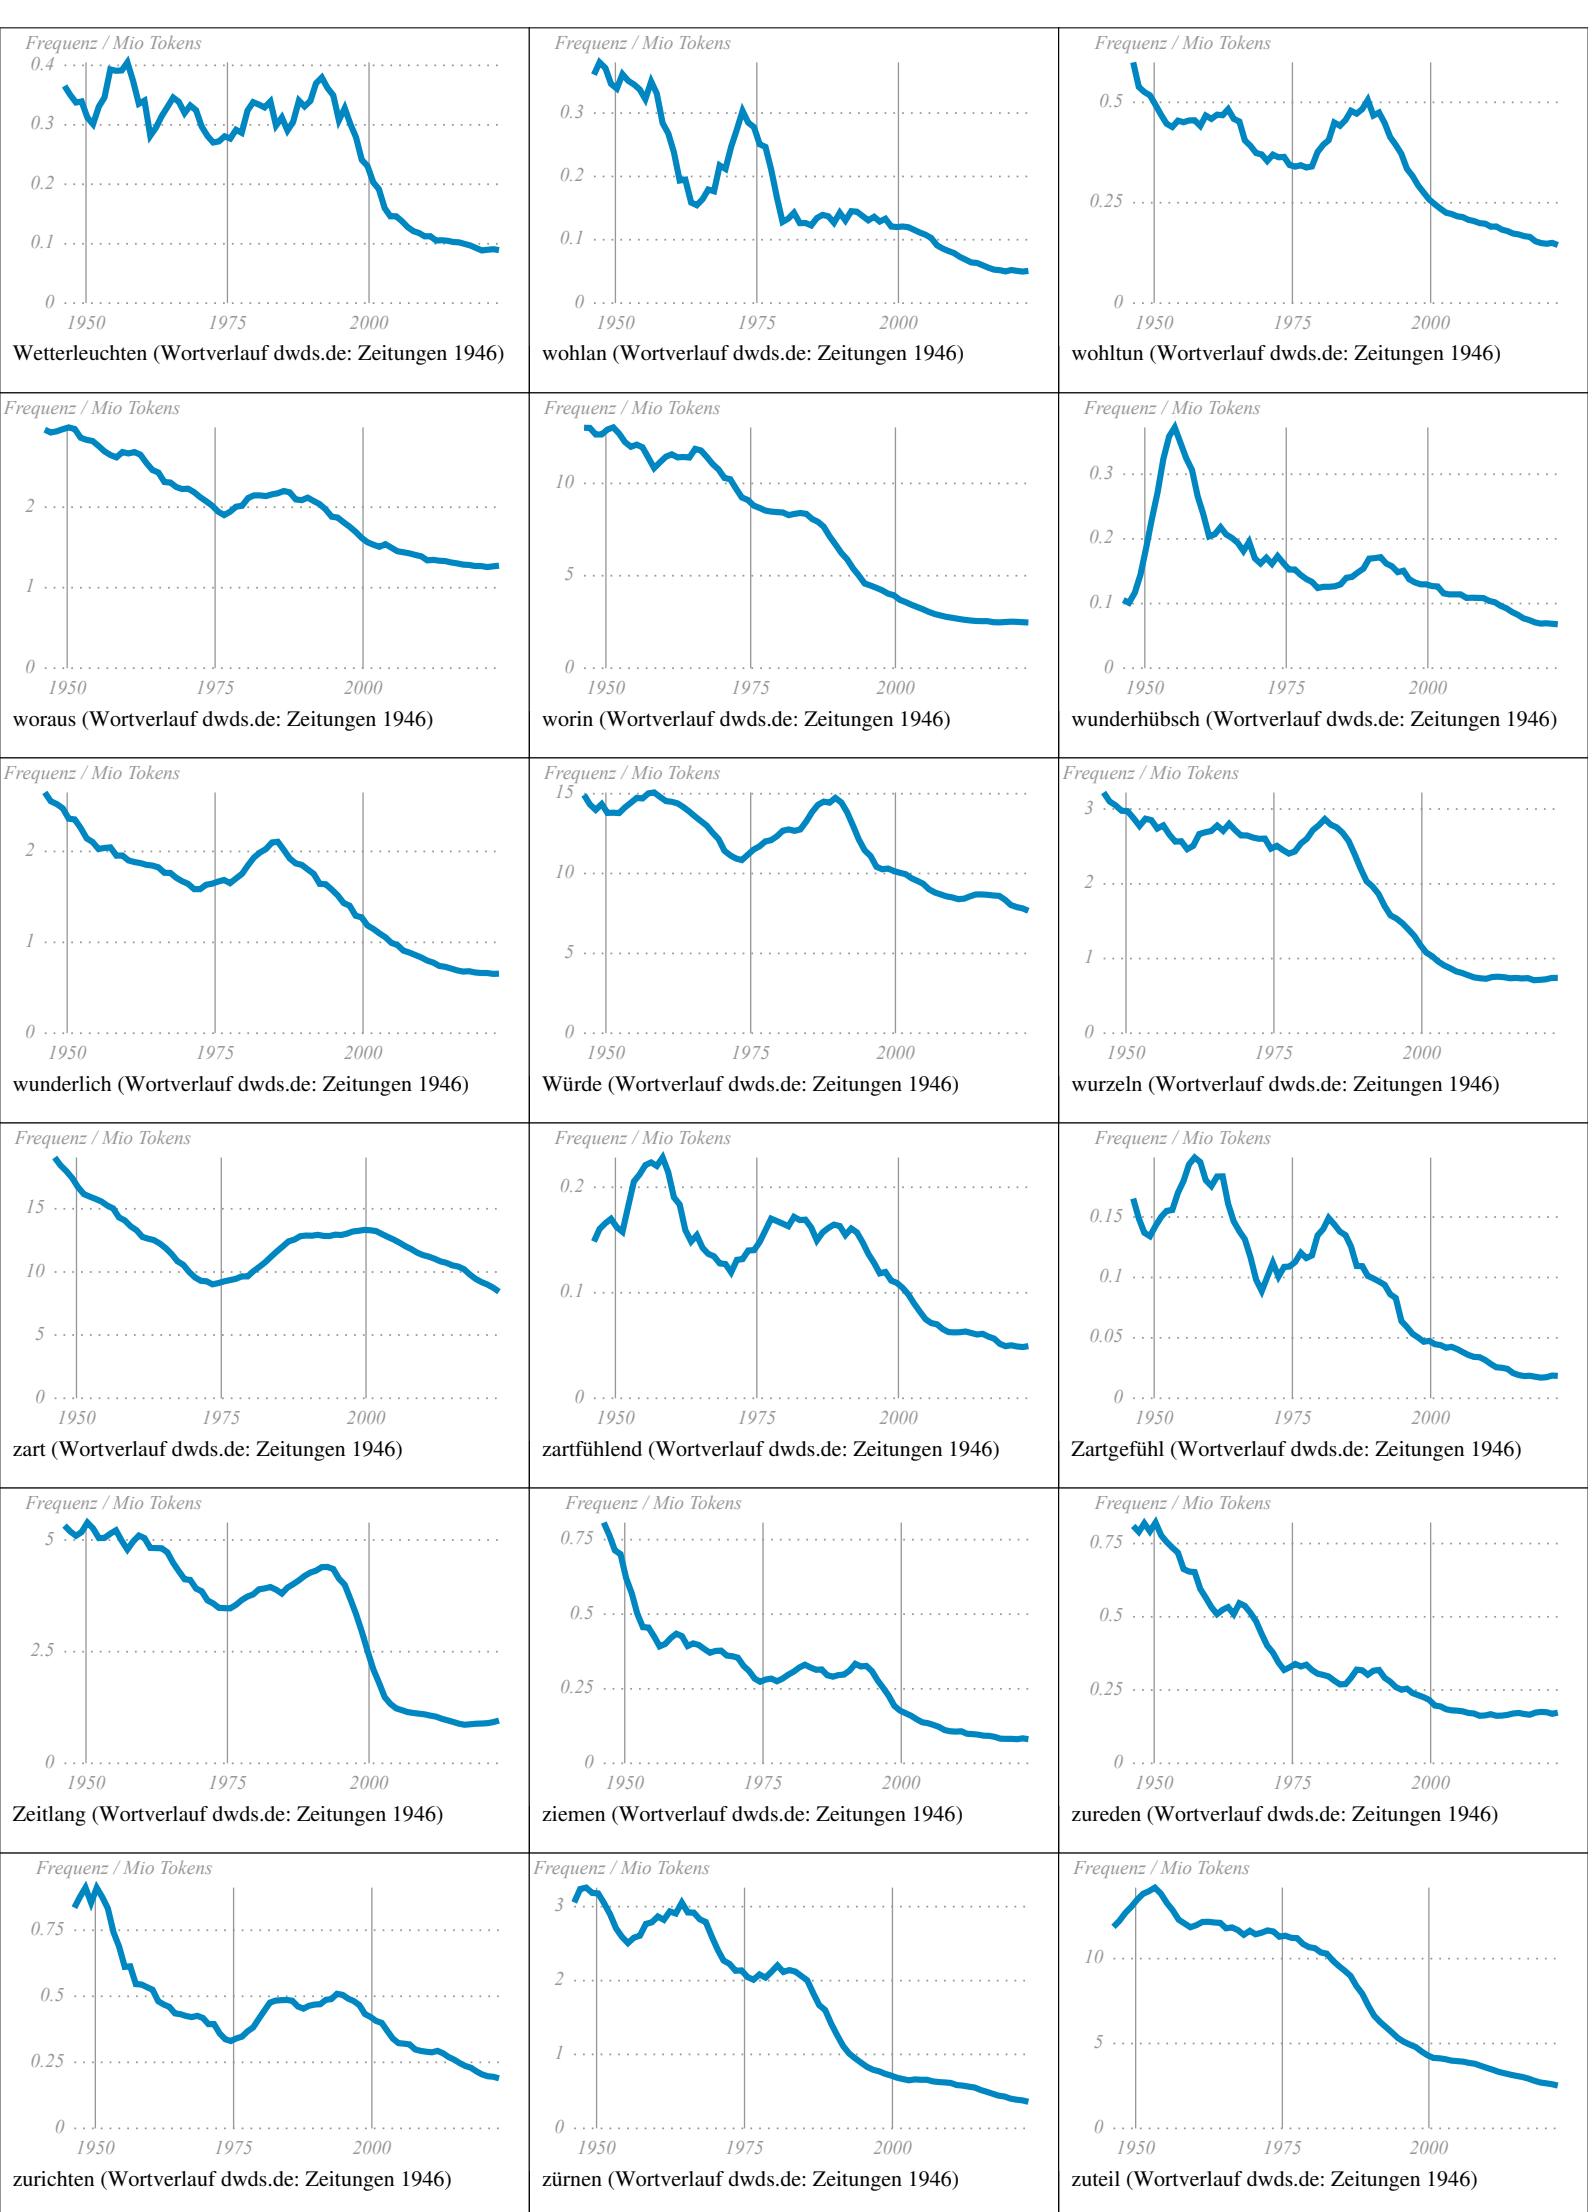 Frequenz / Mio Tokens
0.4
0.3
0.2
0.1
0
1950 1975 2000
Wetterleuchten (Wortverlauf dwds.de: Zeitungen 1946)
Frequenz / Mio Tokens
0.3
0.2
0.1
0
1950 1975 2000
wohlan (Wortverlauf dwds.de: Zeitungen 1946)
Frequenz / Mio Tokens
0.5
0.25
0
1950 1975 2000
wohltun (Wortverlauf dwds.de: Zeitungen 1946)
Frequenz / Mio Tokens
2
1
0
1950 1975 2000
woraus (Wortverlauf dwds.de: Zeitungen 1946)
Frequenz / Mio Tokens
10
5
0
1950 1975 2000
worin (Wortverlauf dwds.de: Zeitungen 1946)
Frequenz / Mio Tokens
0.3
0.2
0.1
0
1950 1975 2000
wunderhübsch (Wortverlauf dwds.de: Zeitungen 1946)
Frequenz / Mio Tokens
2
1
0
1950 1975 2000
wunderlich (Wortverlauf dwds.de: Zeitungen 1946)
Frequenz / Mio Tokens
15
10
5
0
1950 1975 2000
Würde (Wortverlauf dwds.de: Zeitungen 1946)
Frequenz / Mio Tokens
3
2
1
0
1950 1975 2000
wurzeln (Wortverlauf dwds.de: Zeitungen 1946)
Frequenz / Mio Tokens
15
10
5
0
1950 1975 2000
zart (Wortverlauf dwds.de: Zeitungen 1946)
Frequenz / Mio Tokens
0.2
0.1
0
1950 1975 2000
zartfühlend (Wortverlauf dwds.de: Zeitungen 1946)
Frequenz / Mio Tokens
0.15
0.1
0.05
0
1950 1975 2000
Zartgefühl (Wortverlauf dwds.de: Zeitungen 1946)
Frequenz / Mio Tokens
5
2.5
0
1950 1975 2000
Zeitlang (Wortverlauf dwds.de: Zeitungen 1946)
Frequenz / Mio Tokens
0.75
0.5
0.25
0
1950 1975 2000
ziemen (Wortverlauf dwds.de: Zeitungen 1946)
Frequenz / Mio Tokens
0.75
0.5
0.25
0
1950 1975 2000
zureden (Wortverlauf dwds.de: Zeitungen 1946)
Frequenz / Mio Tokens
0.75
0.5
0.25
0
1950 1975 2000
zurichten (Wortverlauf dwds.de: Zeitungen 1946)
Frequenz / Mio Tokens
3
2
1
0
1950 1975 2000
zürnen (Wortverlauf dwds.de: Zeitungen 1946)
Frequenz / Mio Tokens
10
5
0
1950 1975 2000
zuteil (Wortverlauf dwds.de: Zeitungen 1946)